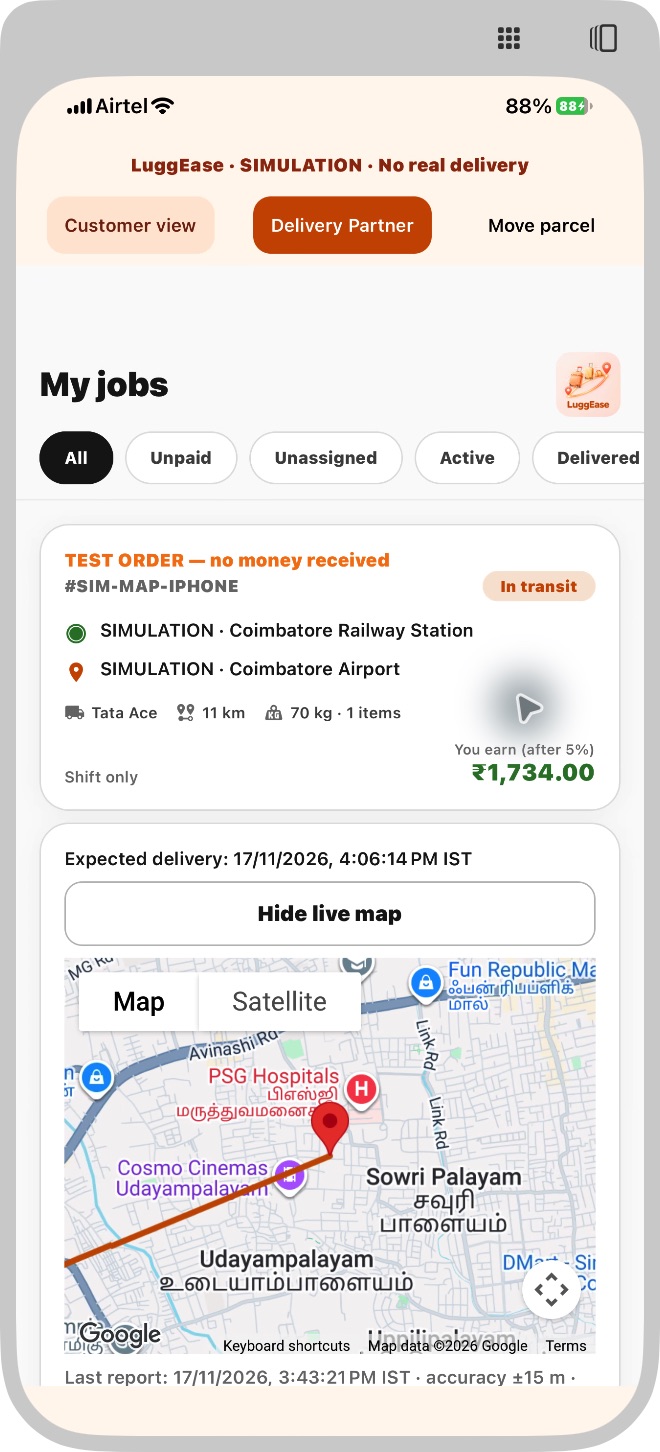 Airtel
88% 88
LuggEase · SIMULATION · No real delivery
Customer view
Delivery Partner
Move parcel
My jobs
LuggEase
All
Unpaid
Unassigned
Active
Delivered
TEST ORDER — no money received
#SIM-MAP-IPHONE
In transit
SIMULATION · Coimbatore Railway Station
SIMULATION · Coimbatore Airport
Tata Ace
11 km
KG
70 kg · 1 items
You earn (after 5%)
Shift only
₹1,734.00
Expected delivery: 17/11/2026, 4:06:14 PM IST
Hide live map
MG Rd
Fun Republic Ma
ஃபன் ரிபப்ளிக்
மால்
Map
Satellite
Avinashi Rd
Link Rd
PSG Hospitals
H
பிஎஸ்ஜி
Link Rd
Cosmo Cinemas
Udayampalayam
Sowri Palayam
சவுரி
பாளையம்
Udayampalayam
உடையாம்பாளையம்
DMart
Google
Uppilipalayam
Keyboard shortcuts
Map data ©2026 Google
Terms
Last report: 17/11/2026, 3:43:21 PM IST · accuracy ±15 m ·